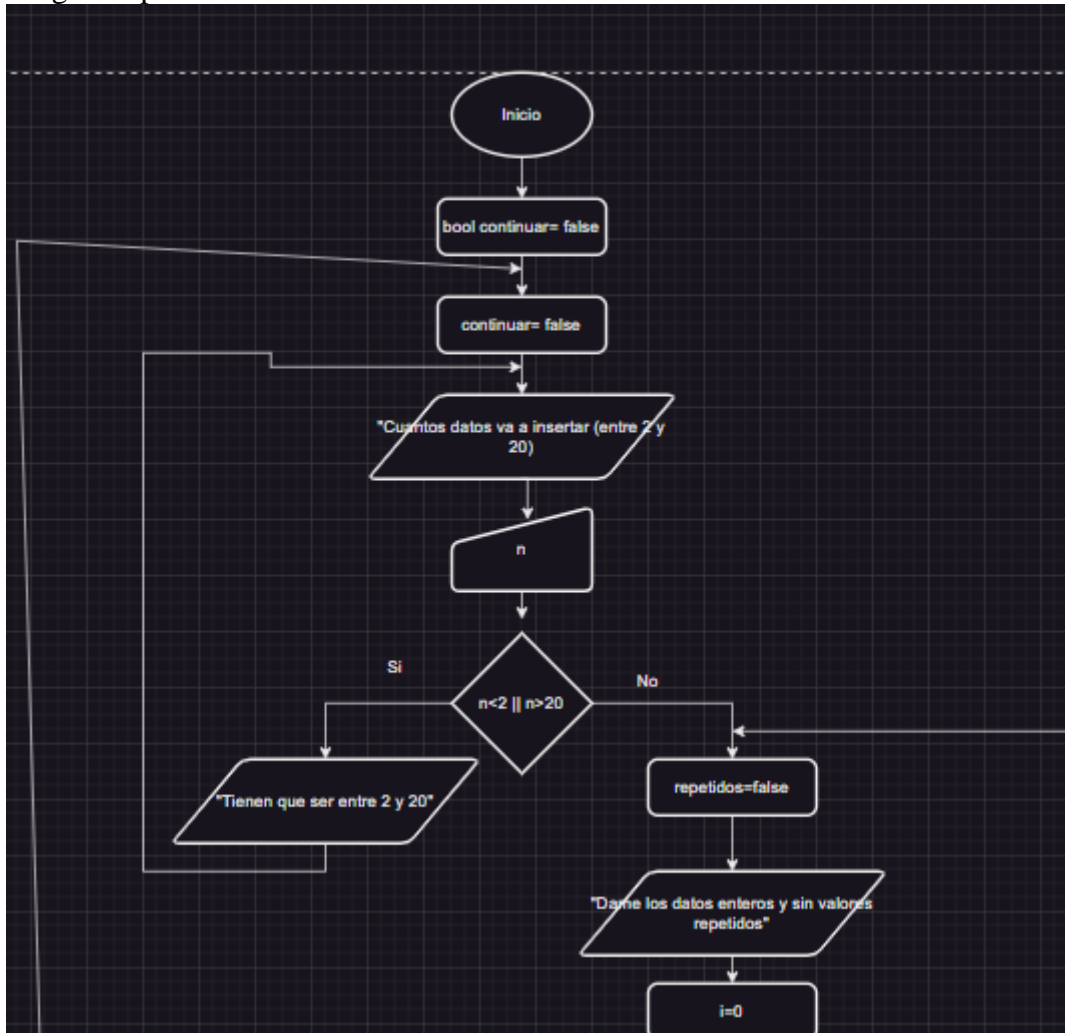 Inicio
bool continuar= false
continuar= false
"Cuantos datos va a insertar (entre 2 y
20)
n
Si
No
n<2 || n>20
"Tienen que ser entre 2 y 20"
repetidos=false
"Dame los datos enteros y sin valores
repetidos"
i=0